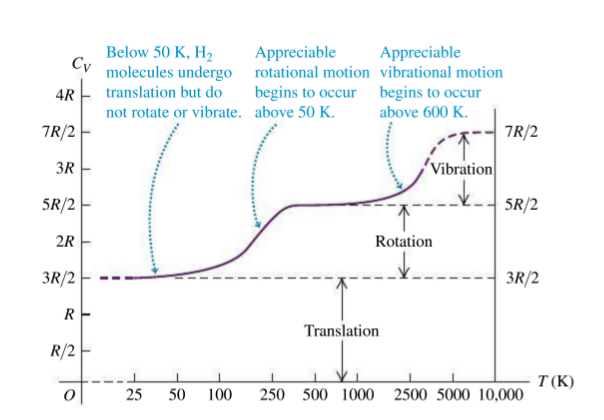 Below 50 K, H₂
molecules undergo
translation but do
not rotate or vibrate.
Appreciable
rotational motion
begins to occur
above 50 K.
Appreciable
vibrational motion
begins to occur
above 600 K.
C_V
4R
7R/2
3R
5R/2
2R
3R/2
R
R/2
O
Vibration
Rotation
Translation
7R/2
5R/2
3R/2
25 50 100 250 500 1000 2500 5000 10,000
T (K)